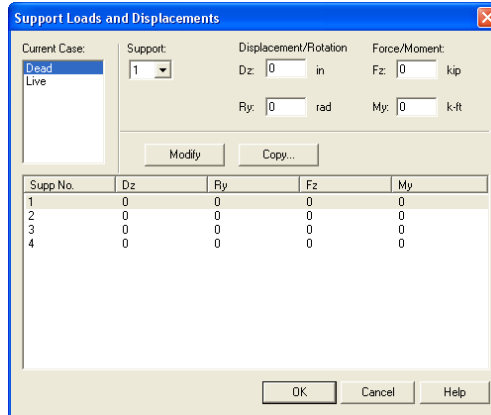 Support Loads and Displacements
Current Case:
Dead
Live
Support:
1
Displacement/Rotation
Dz: 0 in
Ry: 0 rad
Force/Moment:
Fz: 0 kip
My: 0 k-ft
Modify Copy...
Supp No. Dz Ry Fz My
1 0 0 0 0
2 0 0 0 0
3 0 0 0 0
4 0 0 0 0
OK Cancel Help